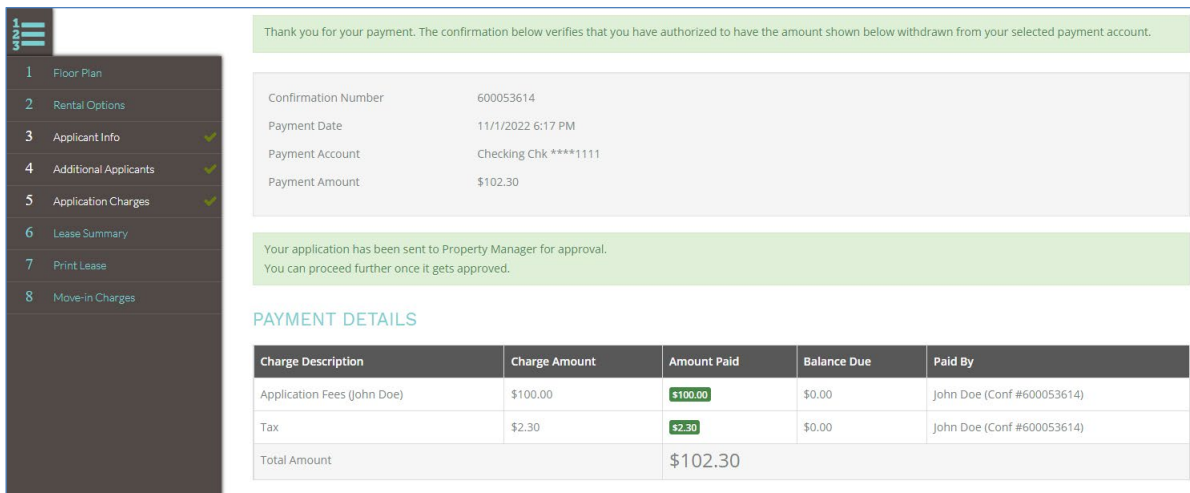 1
2
3
1 Floor Plan
2 Rental Options
3 Applicant Info
4 Additional Applicants
5 Application Charges
6 Lease Summary
7 Print Lease
8 Move-in Charges
Thank you for your payment. The confirmation below verifies that you have authorized to have the amount shown below withdrawn from your selected payment account.
Confirmation Number 600053614
Payment Date 11/1/2022 6:17 PM
Payment Account Checking Chk ****1111
Payment Amount $102.30
Your application has been sent to Property Manager for approval.
You can proceed further once it gets approved.
PAYMENT DETAILS
Charge Description Charge Amount Amount Paid Balance Due Paid By
Application Fees (John Doe) $100.00 $100.00 $0.00 John Doe (Conf #600053614)
Tax $2.30 $2.30 $0.00 John Doe (Conf #600053614)
Total Amount $102.30